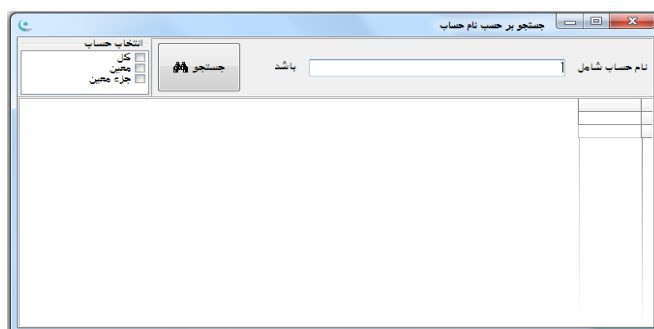 جستجو بر حسب نام حساب
نام حساب شامل
باشد
جستجو
انتخاب حساب
کل
معین
جزء معین